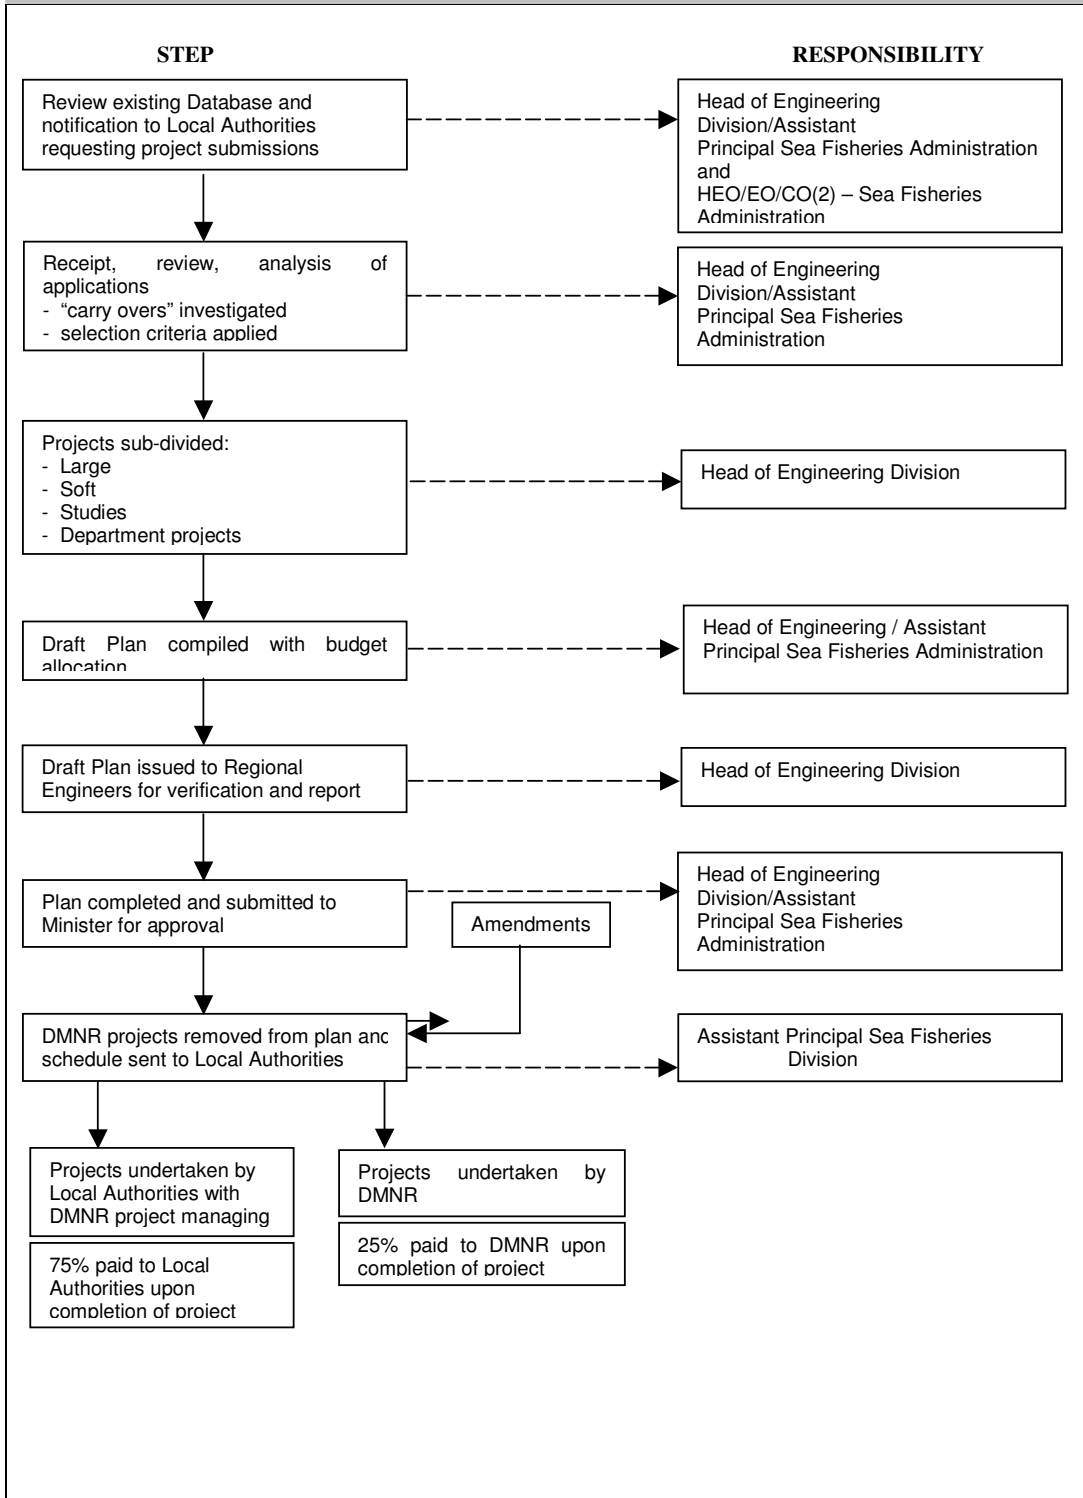 STEP
RESPONSIBILITY
Review existing Database and
notification to Local Authorities
requesting project submissions
Head of Engineering
Division/Assistant
Principal Sea Fisheries Administration
and
HEO/EO/CO(2) – Sea Fisheries
Administration
Receipt, review, analysis of
applications
- “carry overs” investigated
- selection criteria applied
Head of Engineering
Division/Assistant
Principal Sea Fisheries
Administration
Projects sub-divided:
- Large
- Soft
- Studies
- Department projects
Head of Engineering Division
Draft Plan compiled with budget
allocation
Head of Engineering / Assistant
Principal Sea Fisheries Administration
Draft Plan issued to Regional
Engineers for verification and report
Head of Engineering Division
Plan completed and submitted to
Minister for approval
Head of Engineering
Division/Assistant
Principal Sea Fisheries
Administration
Amendments
DMNR projects removed from plan and
schedule sent to Local Authorities
Assistant Principal Sea Fisheries
Division
Projects undertaken by
Local Authorities with
DMNR project managing
75% paid to Local
Authorities upon
completion of project
Projects undertaken by
DMNR
25% paid to DMNR upon
completion of project